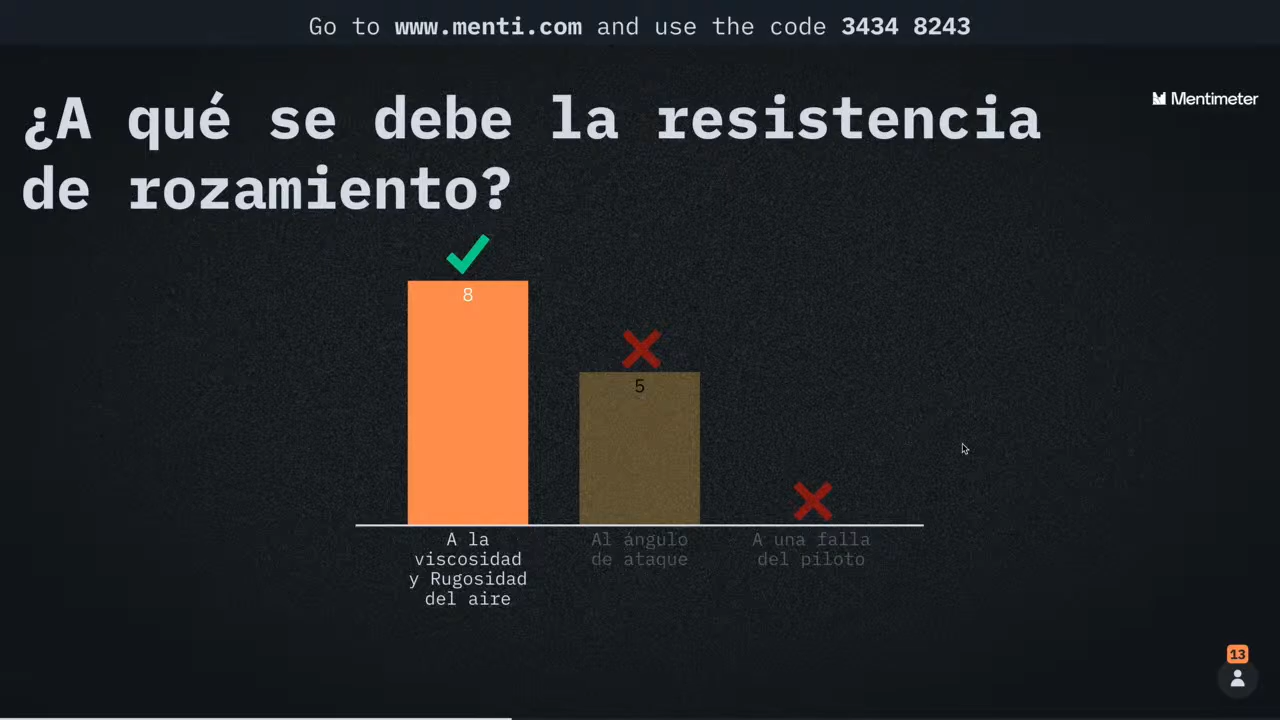 Go to www.menti.com and use the code 3434 8243
Mentimeter
¿A qué se debe la resistencia
de rozamiento?
8
5
A la
viscosidad
y Rugosidad
del aire
Al ángulo
de ataque
A una falla
del piloto
13